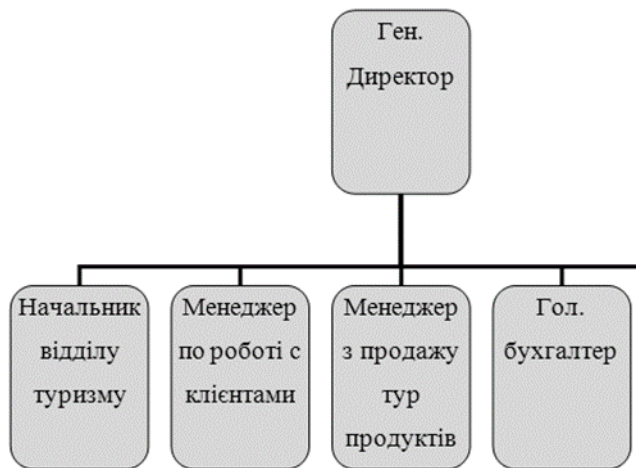 Ген.
Директор
Начальник
відділу
туризму
Менеджер
по роботі с
клієнтами
Менеджер
з продажу
тур
продуктів
Гол.
бухгалтер